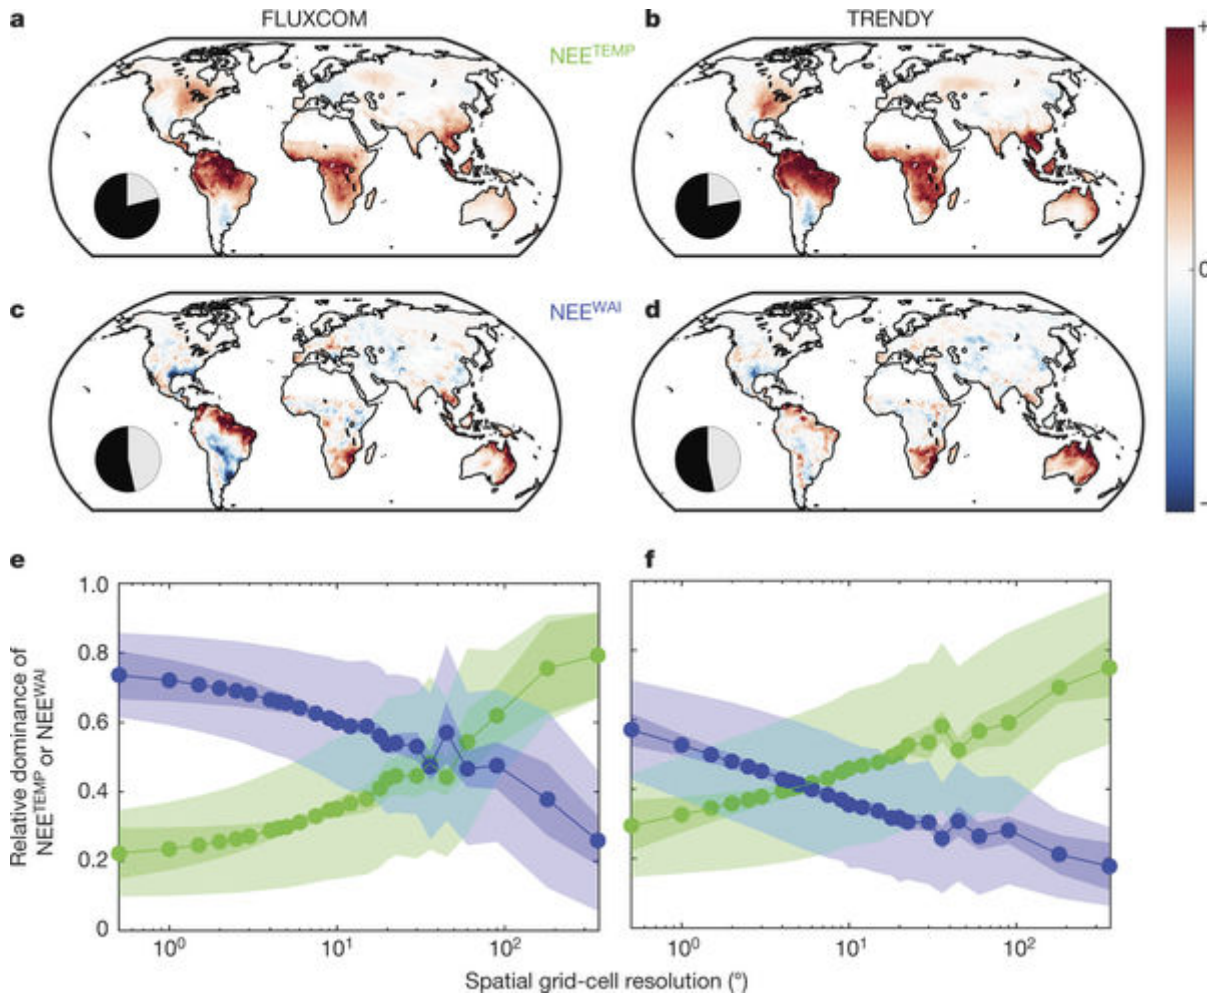 a FLUXCOM b TRENDY
NEE^TEMP
+
0
c NEE^WAI d
–
e f
Relative dominance of
NEE^TEMP or NEE^WAI
1.0
0.8
0.6
0.4
0.2
0
10^0 10^1 10^2 10^0 10^1 10^2
Spatial grid-cell resolution (°)